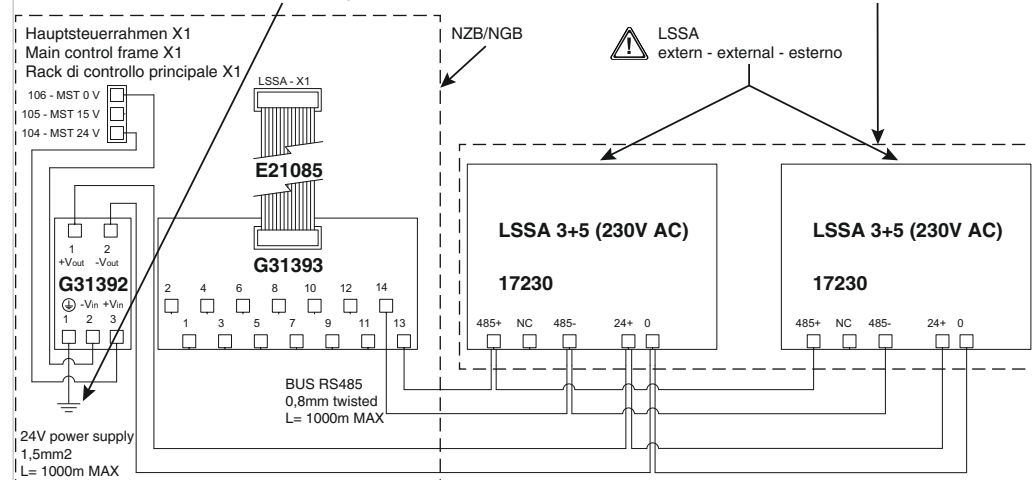 Hauptsteuerrahmen X1
Main control frame X1
Rack di controllo principale X1
106 - MST 0 V
105 - MST 15 V
104 - MST 24 V
LSSA - X1
E21085
G31393
NZB/NGB
LSSA
extern - external - esterno
1 2
+Vout -Vout
G31392
-Vin +Vin
1 2 3
2 4 6 8 10 12 14
1 3 5 7 9 11 13
LSSA 3+5 (230V AC)
17230
485+ NC 485- 24+ 0
LSSA 3+5 (230V AC)
17230
485+ NC 485- 24+ 0
BUS RS485
0,8mm twisted
L= 1000m MAX
24V power supply
1,5mm2
L= 1000m MAX